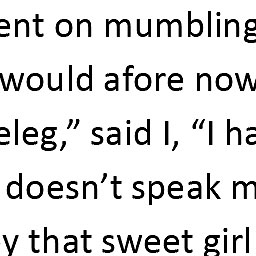 ent on mumbling
would afore now
eleg,” said I, “I ha
doesn’t speak m
y that sweet girl